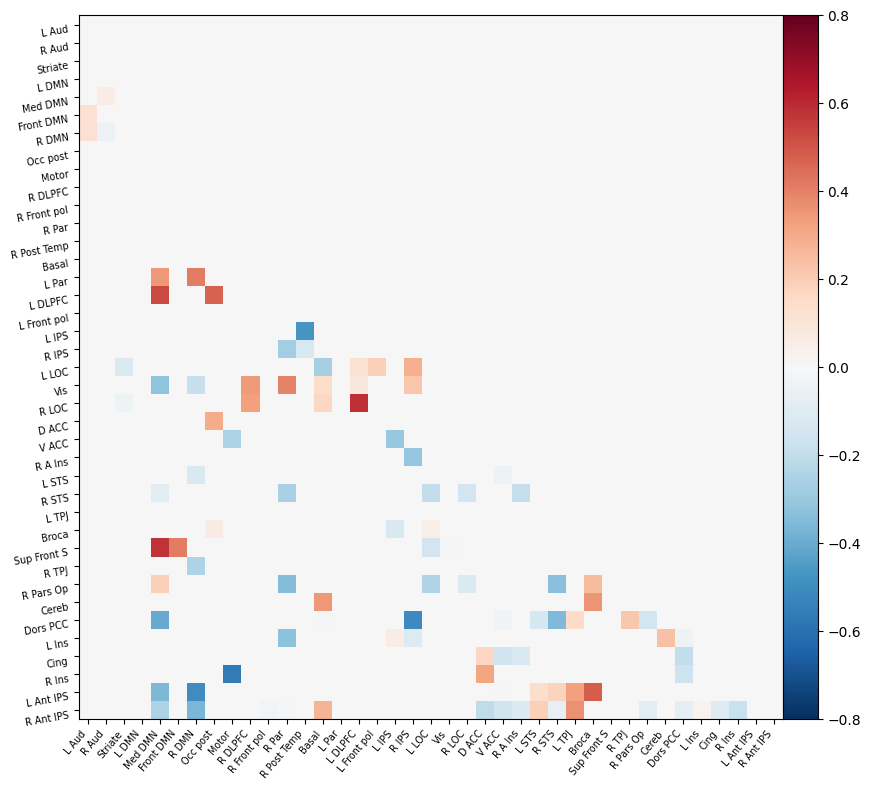 L Aud
R Aud
Striate
L DMN
Med DMN
Front DMN
R DMN
Occ post
Motor
R DLPFC
R Front pol
R Par
R Post Temp
Basal
L Par
L DLPFC
L Front pol
L IPS
R IPS
L LOC
Vis
R LOC
D ACC
V ACC
R A Ins
L STS
R STS
L TPJ
Broca
Sup Front S
R TPJ
R Pars Op
Cereb
Dors PCC
L Ins
Cing
R Ins
L Ant IPS
R Ant IPS
L Aud
R Aud
Striate
L DMN
Med DMN
Front DMN
R DMN
Occ post
Motor
R DLPFC
R Front pol
R Par
R Post Temp
Basal
L Par
L DLPFC
L Front pol
L IPS
R IPS
L LOC
Vis
R LOC
D ACC
V ACC
R A Ins
L STS
R STS
L TPJ
Broca
Sup Front S
R TPJ
R Pars Op
Cereb
Dors PCC
L Ins
Cing
R Ins
L Ant IPS
R Ant IPS
0.8
0.6
0.4
0.2
0.0
−0.2
−0.4
−0.6
−0.8